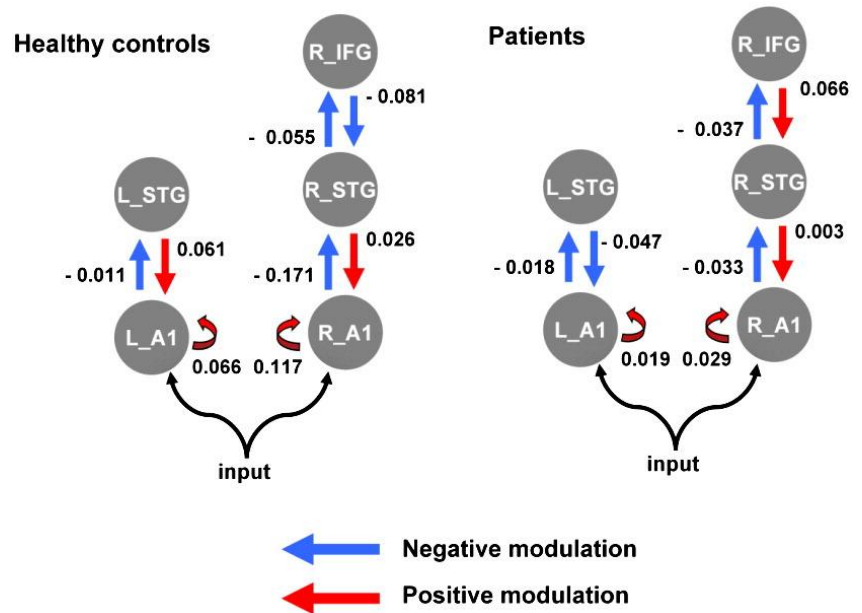 Healthy controls
R_IFG
- 0.081
- 0.055
L_STG
R_STG
0.061
0.026
- 0.011
-0.171
L_A1
R_A1
0.066
0.117
input
Patients
R_IFG
0.066
- 0.037
L_STG
R_STG
- 0.047
0.003
- 0.018
-0.033
L_A1
R_A1
0.019
0.029
input
Negative modulation
Positive modulation